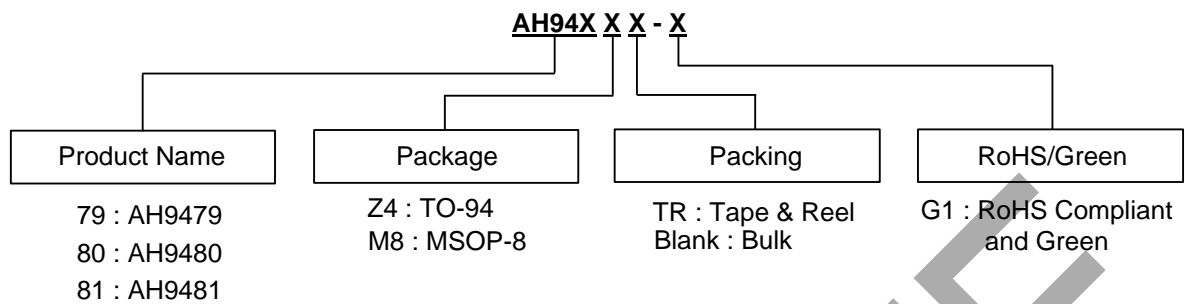 AH94X X X - X
Product Name
Package
Packing
RoHS/Green
79 : AH9479
80 : AH9480
81 : AH9481
Z4 : TO-94
M8 : MSOP-8
TR : Tape & Reel
Blank : Bulk
G1 : RoHS Compliant
and Green